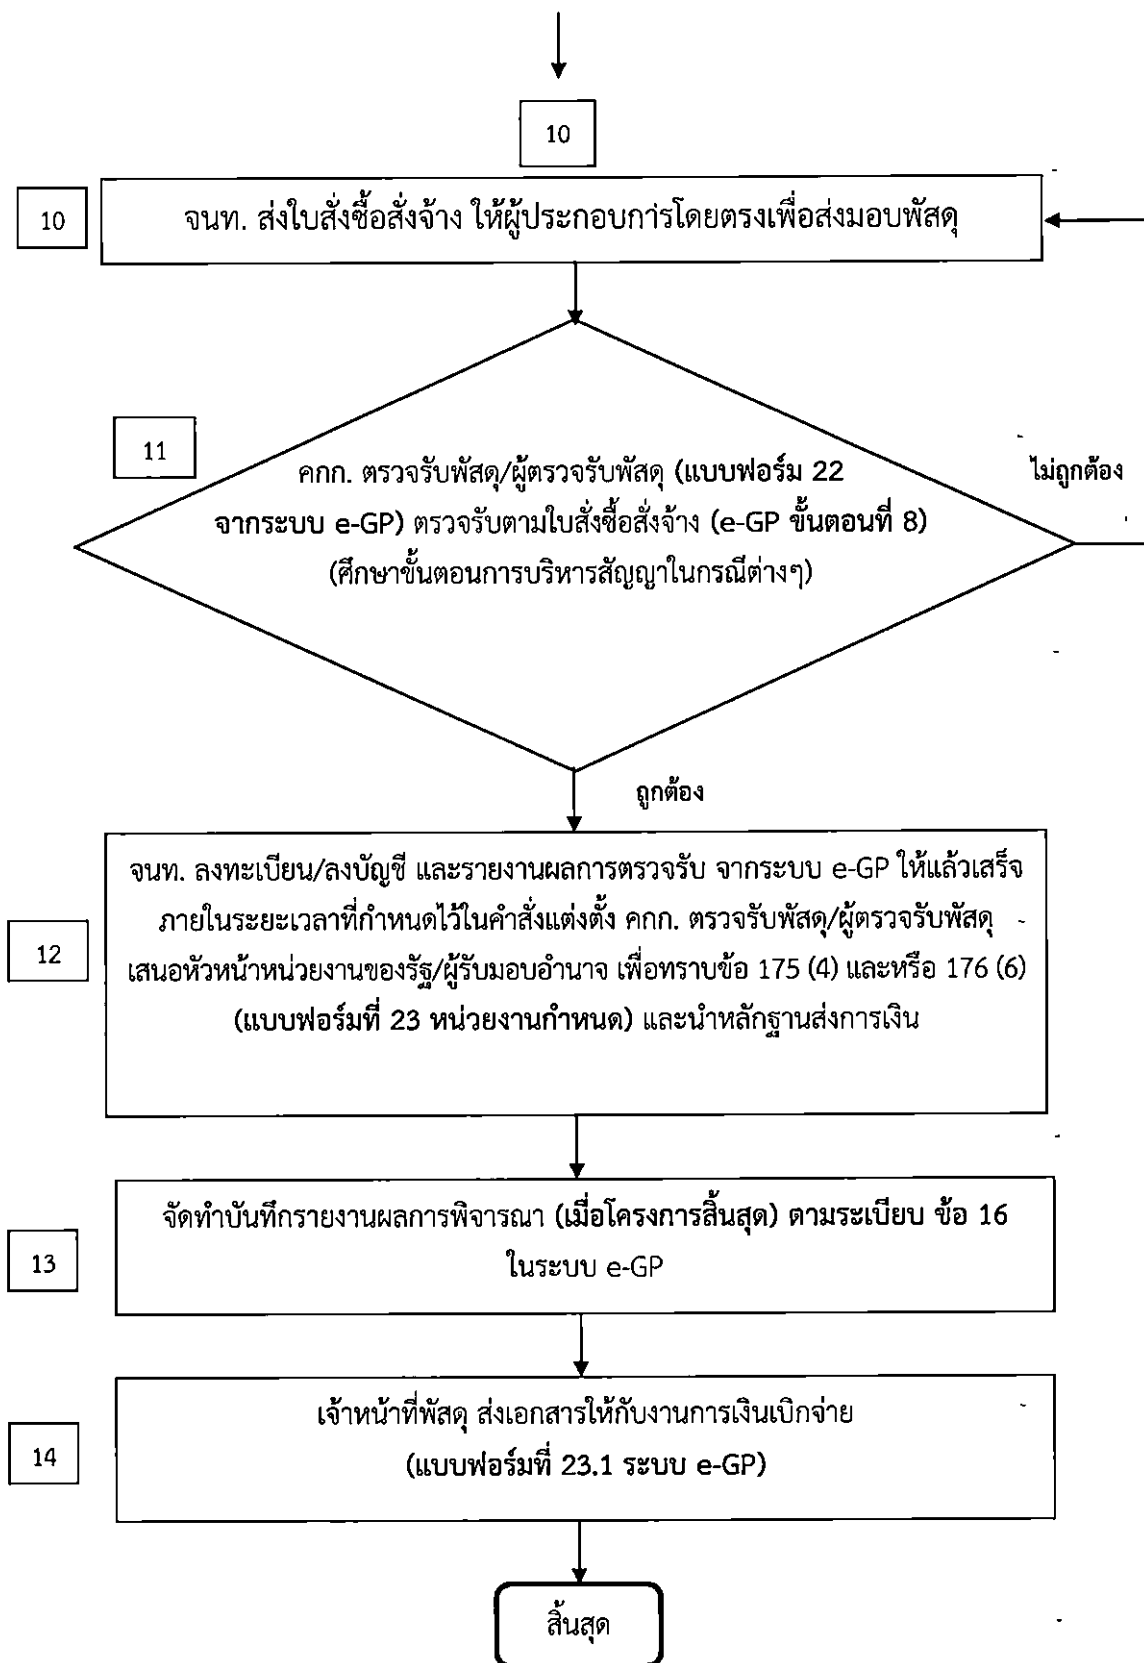 10
10
จนท. ส่งใบสั่งซื้อสั่งจ้าง ให้ผู้ประกอบการโดยตรงเพื่อส่งมอบพัสดุ
11
คกก. ตรวจรับพัสดุ/ผู้ตรวจรับพัสดุ (แบบฟอร์ม 22
จากระบบ e-GP) ตรวจรับตามใบสั่งซื้อสั่งจ้าง (e-GP ขั้นตอนที่ 8)
(ศึกษาขั้นตอนการบริหารสัญญาในกรณีต่างๆ)
ไม่ถูกต้อง
ถูกต้อง
12
จนท. ลงทะเบียน/ลงบัญชี และรายงานผลการตรวจรับ จากระบบ e-GP ให้แล้วเสร็จ
ภายในระยะเวลาที่กำหนดไว้ในคำสั่งแต่งตั้ง คกก. ตรวจรับพัสดุ/ผู้ตรวจรับพัสดุ
เสนอหัวหน้าหน่วยงานของรัฐ/ผู้รับมอบอำนาจ เพื่อทราบข้อ 175 (4) และหรือ 176 (6)
(แบบฟอร์มที่ 23 หน่วยงานกำหนด) และนำหลักฐานส่งการเงิน
13
จัดทำบันทึกรายงานผลการพิจารณา (เมื่อโครงการสิ้นสุด) ตามระเบียบ ข้อ 16
ในระบบ e-GP
14
เจ้าหน้าที่พัสดุ ส่งเอกสารให้กับงานการเงินเบิกจ่าย
(แบบฟอร์มที่ 23.1 ระบบ e-GP)
สิ้นสุด